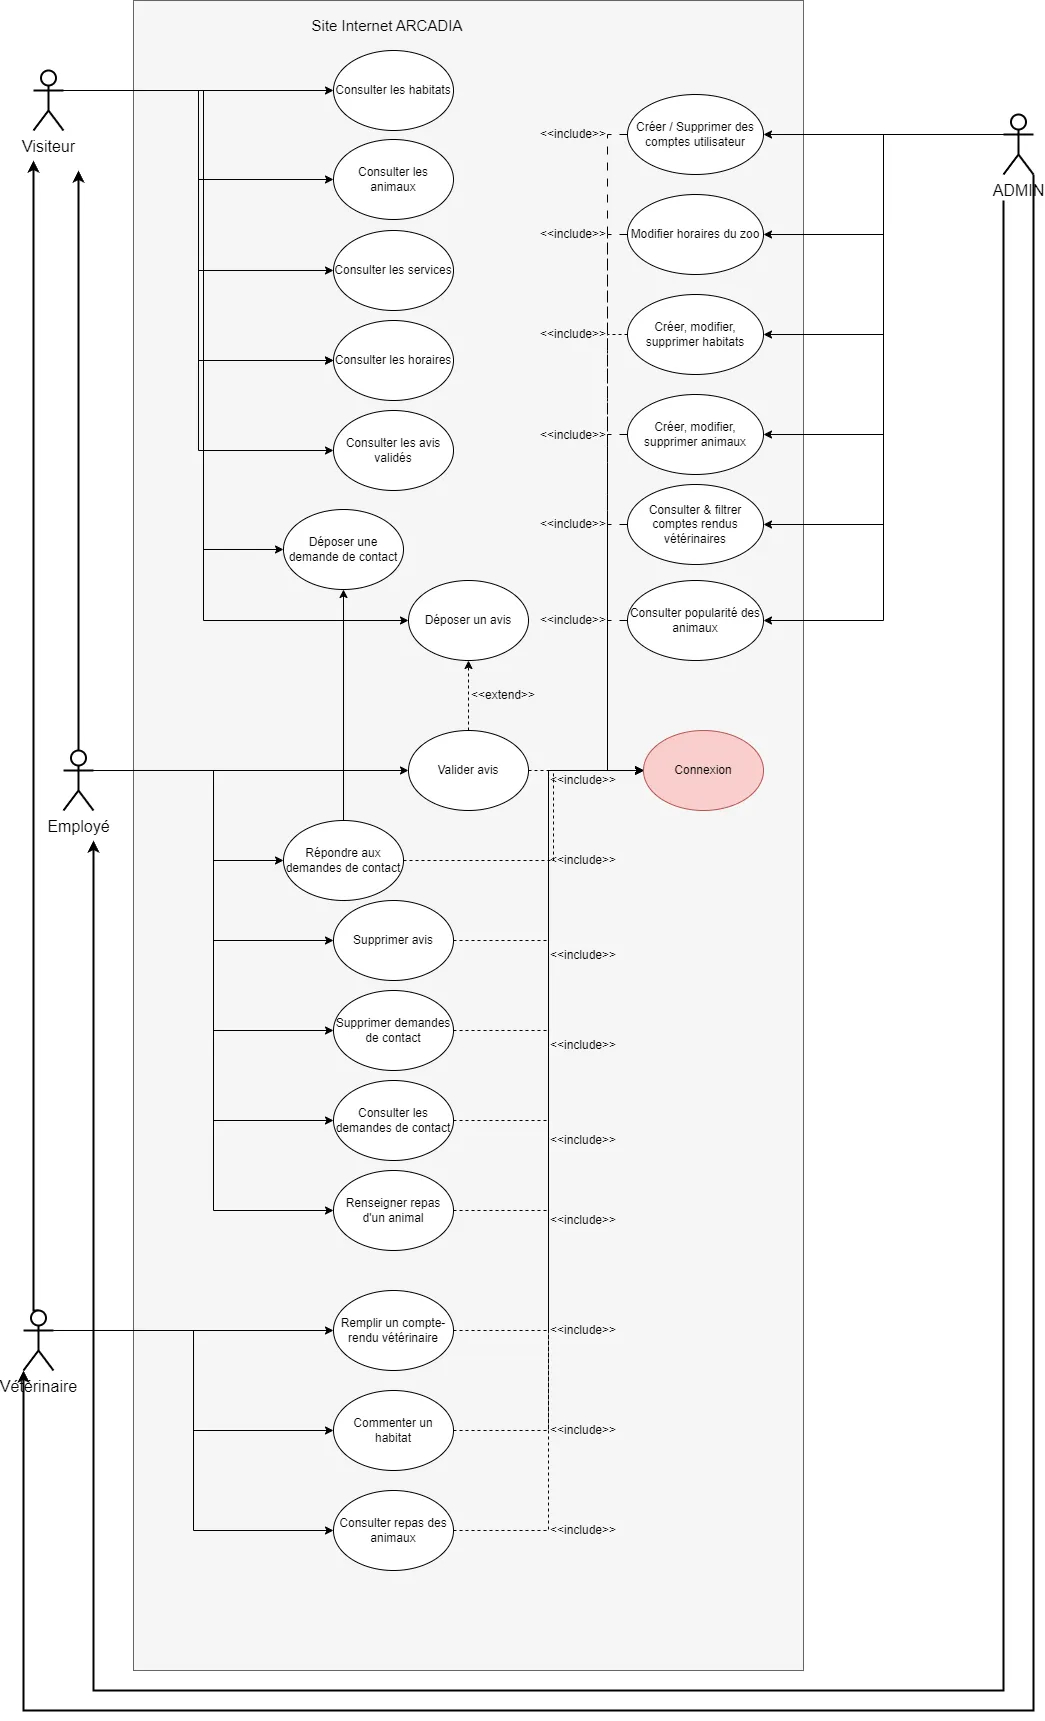 Site Internet ARCADIA
Visiteur
Consulter les habitats
Consulter les
animaux
Consulter les services
Consulter les horaires
Consulter les avis
validés
Déposer une
demande de contact
Déposer un avis
<<extend>>
ADMIN
Créer / Supprimer des
comptes utilisateur
<<include>>
Modifier horaires du zoo
<<include>>
Créer, modifier,
supprimer habitats
<<include>>
Créer, modifier,
supprimer animaux
<<include>>
Consulter & filtrer
comptes rendus
vétérinaires
<<include>>
Consulter popularité des
animaux
<<include>>
Employé
Valider avis
<<include>>
Connexion
Répondre aux
demandes de contact
<<include>>
Supprimer avis
<<include>>
Supprimer demandes
de contact
<<include>>
Consulter les
demandes de contact
<<include>>
Renseigner repas
d'un animal
<<include>>
Vétérinaire
Remplir un compte-
rendu vétérinaire
<<include>>
Commenter un
habitat
<<include>>
Consulter repas des
animaux
<<include>>